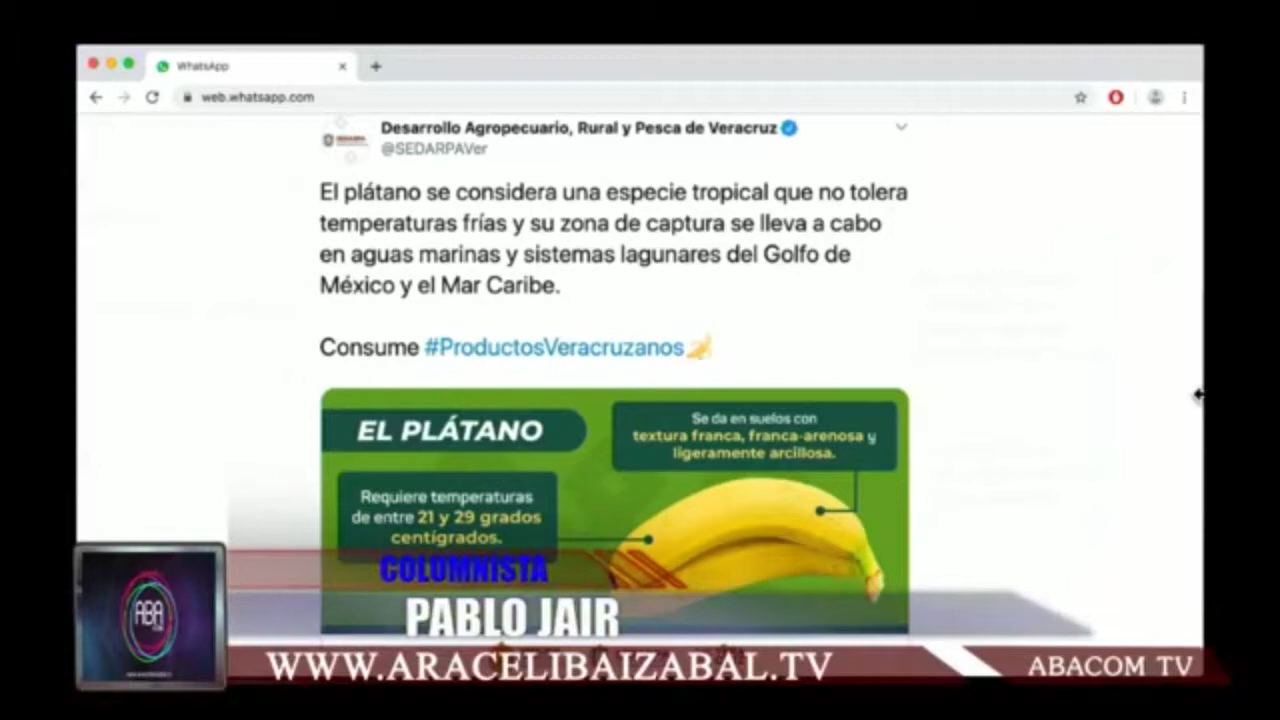 WhatsApp
web.whatsapp.com
Desarrollo Agropecuario, Rural y Pesca de Veracruz
@SEDARPAVer
El plátano se considera una especie tropical que no tolera
temperaturas frías y su zona de captura se lleva a cabo
en aguas marinas y sistemas lagunares del Golfo de
México y el Mar Caribe.
Consume #ProductosVeracruzanos
EL PLÁTANO
Se da en suelos con
textura franca, franca-arenosa y
ligeramente arcillosa.
Requiere temperaturas
de entre 21 y 29 grados
centígrados.
COLUMNISTA
PABLO JAIR
ABA
WWW.ARACELIBAIZABAL.TV
ABACOM TV